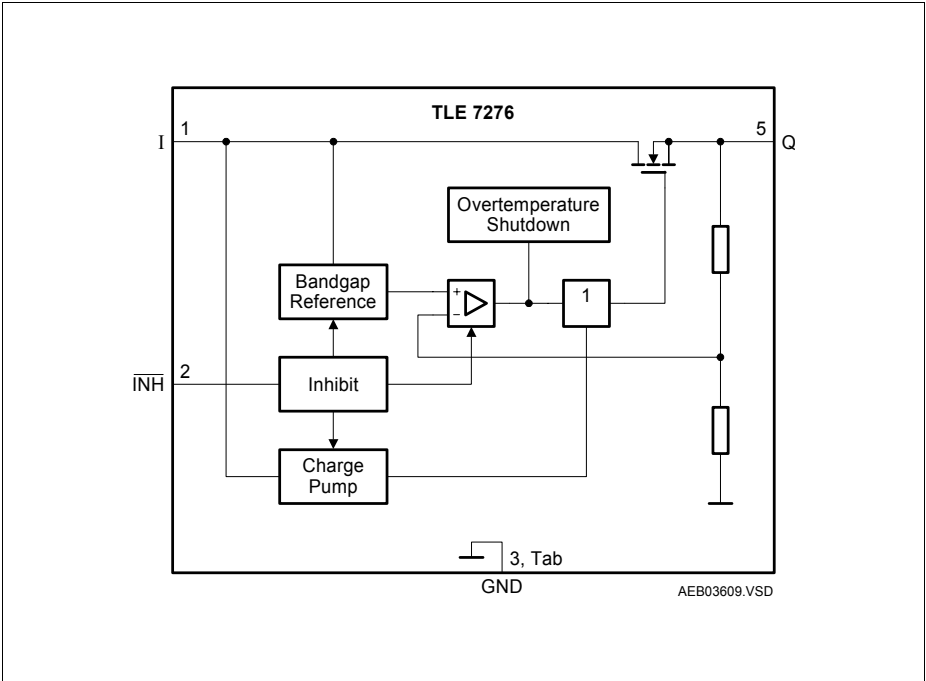 TLE 7276
I
1
5
Q
Overtemperature
Shutdown
Bandgap
Reference
+
−
1
INH
2
Inhibit
Charge
Pump
3, Tab
GND
AEB03609.VSD